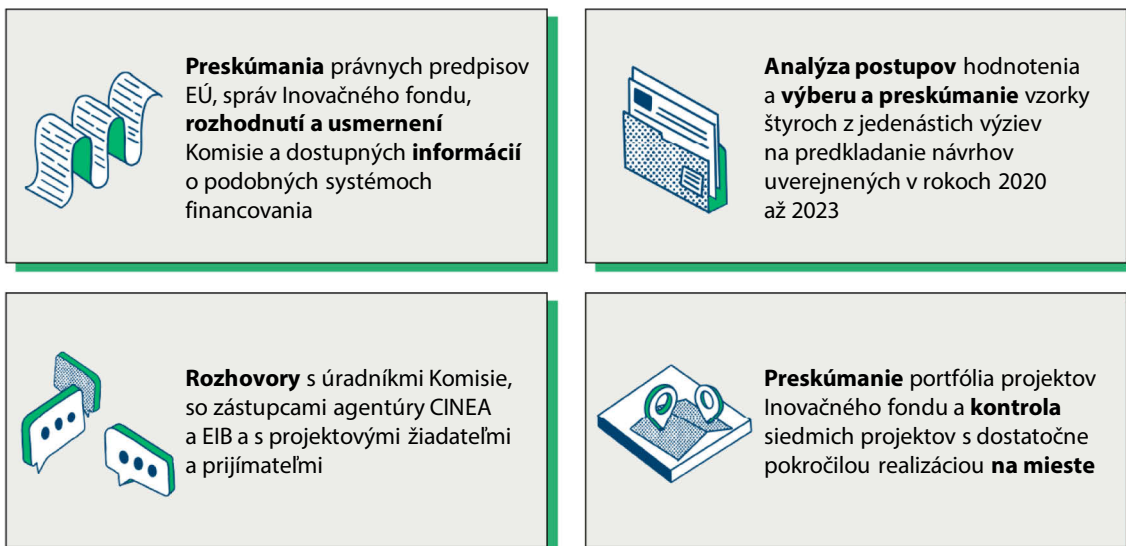 Preskúmania právnych predpisov
EÚ, správ Inovačného fondu,
rozhodnutí a usmernení
Komisie a dostupných informácií
o podobných systémoch
financovania
Analýza postupov hodnotenia
a výberu a preskúmanie vzorky
štyroch z jedenástich výziev
na predkladanie návrhov
uverejnených v rokoch 2020
až 2023
Rozhovory s úradníkmi Komisie,
so zástupcami agentúry CINEA
a EIB a s projektovými žiadateľmi
a prijímateľmi
Preskúmanie portfólia projektov
Inovačného fondu a kontrola
siedmich projektov s dostatočne
pokročilou realizáciou na mieste